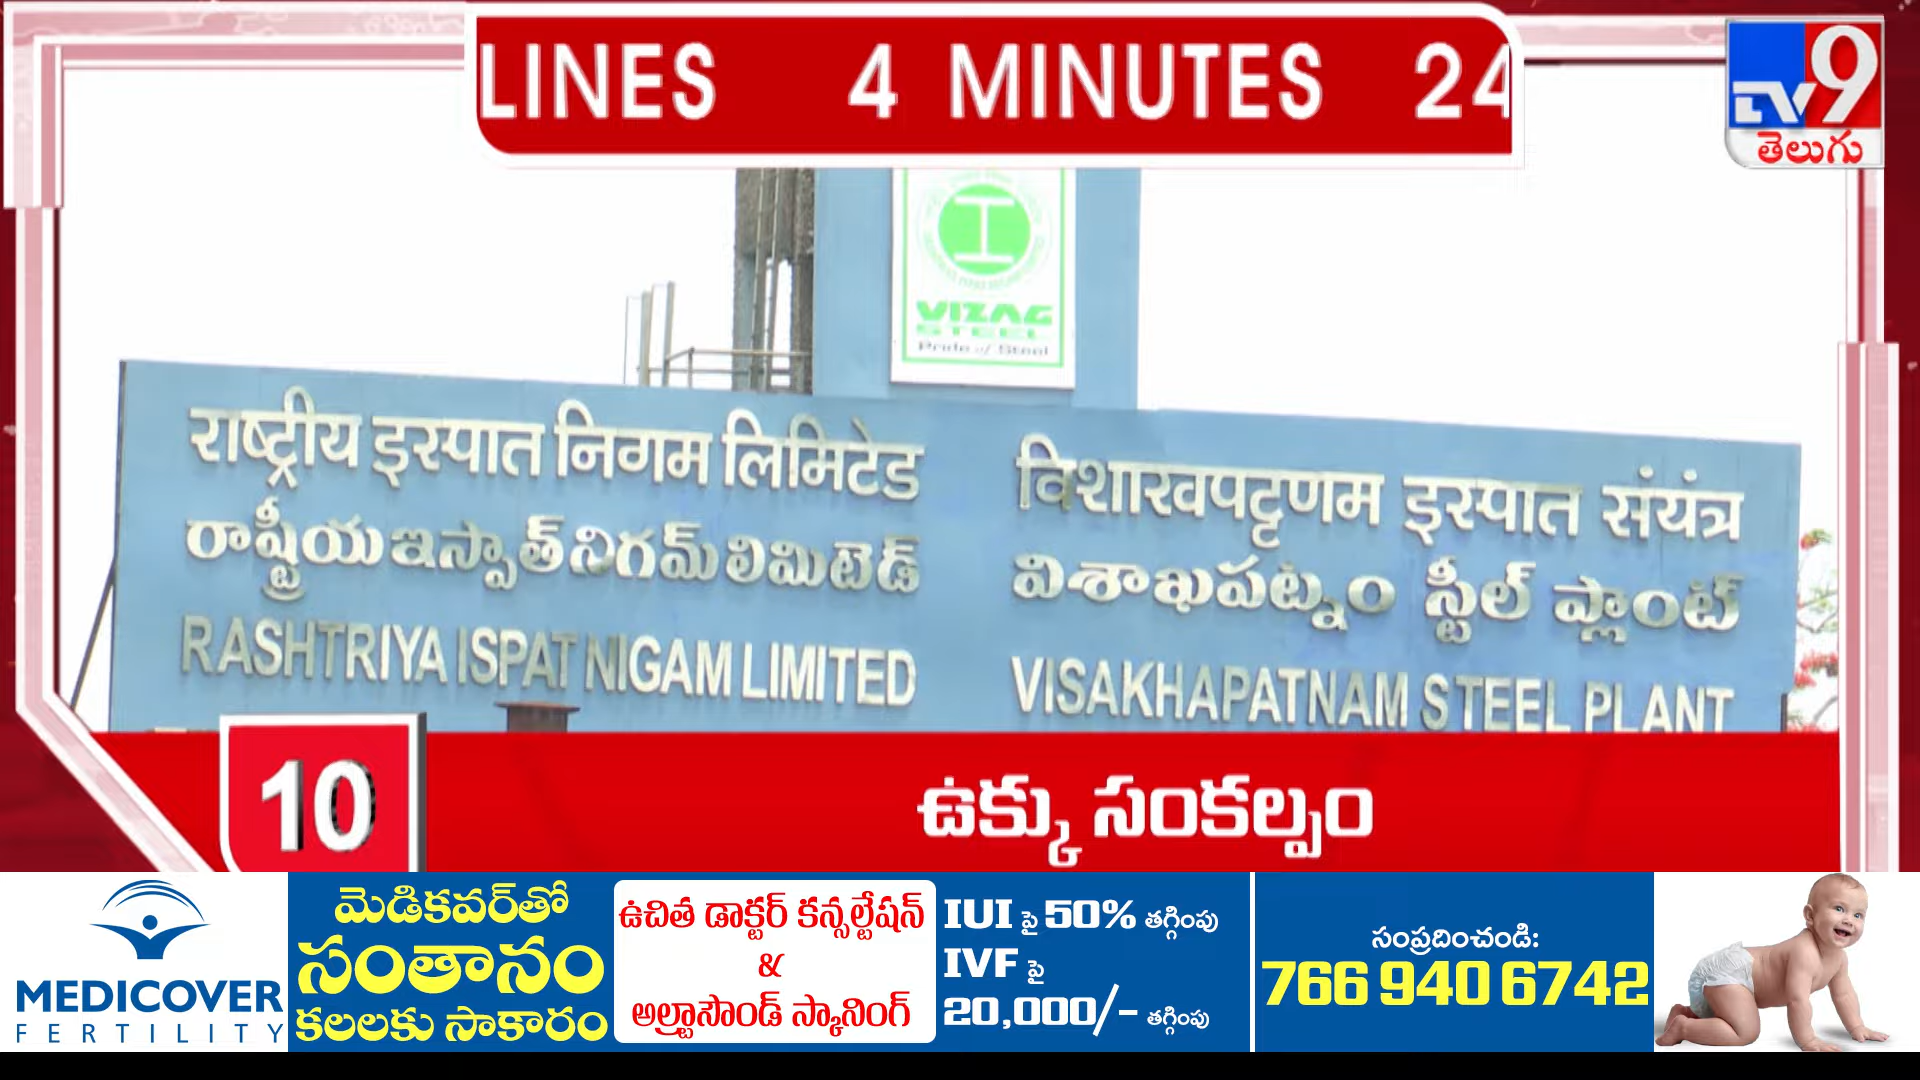 LINES 4 MINUTES 24
TV9
తెలుగు
VIZAG
STEEL
Pride of Steel
राष्ट्रीय इस्पात निगम लिमिटेड
రాష్ట్రీయ ఇస్పాత్ నిగమ్ లిమిటెడ్
RASHTRIYA ISPAT NIGAM LIMITED
विशाखपट्टणम इस्पात संयंत्र
విశాఖపట్నం స్టీల్ ప్లాంట్
VISAKHAPATNAM STEEL PLANT
10
ఉక్కు సంకల్పం
MEDICOVER
FERTILITY
మెడికవర్‌తో
సంతానం
కలలకు సాకారం
ఉచిత డాక్టర్ కన్సల్టేషన్
&
అల్ట్రాసౌండ్ స్కానింగ్
IUI పై 50% తగ్గింపు
IVF పై
20,000/- తగ్గింపు
సంప్రదించండి:
766 940 6742